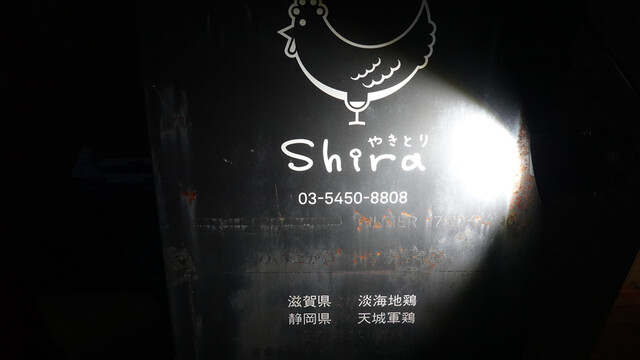 やきとり
Shira
03-5450-8808
滋賀県 淡海地鶏
静岡県 天城軍鶏